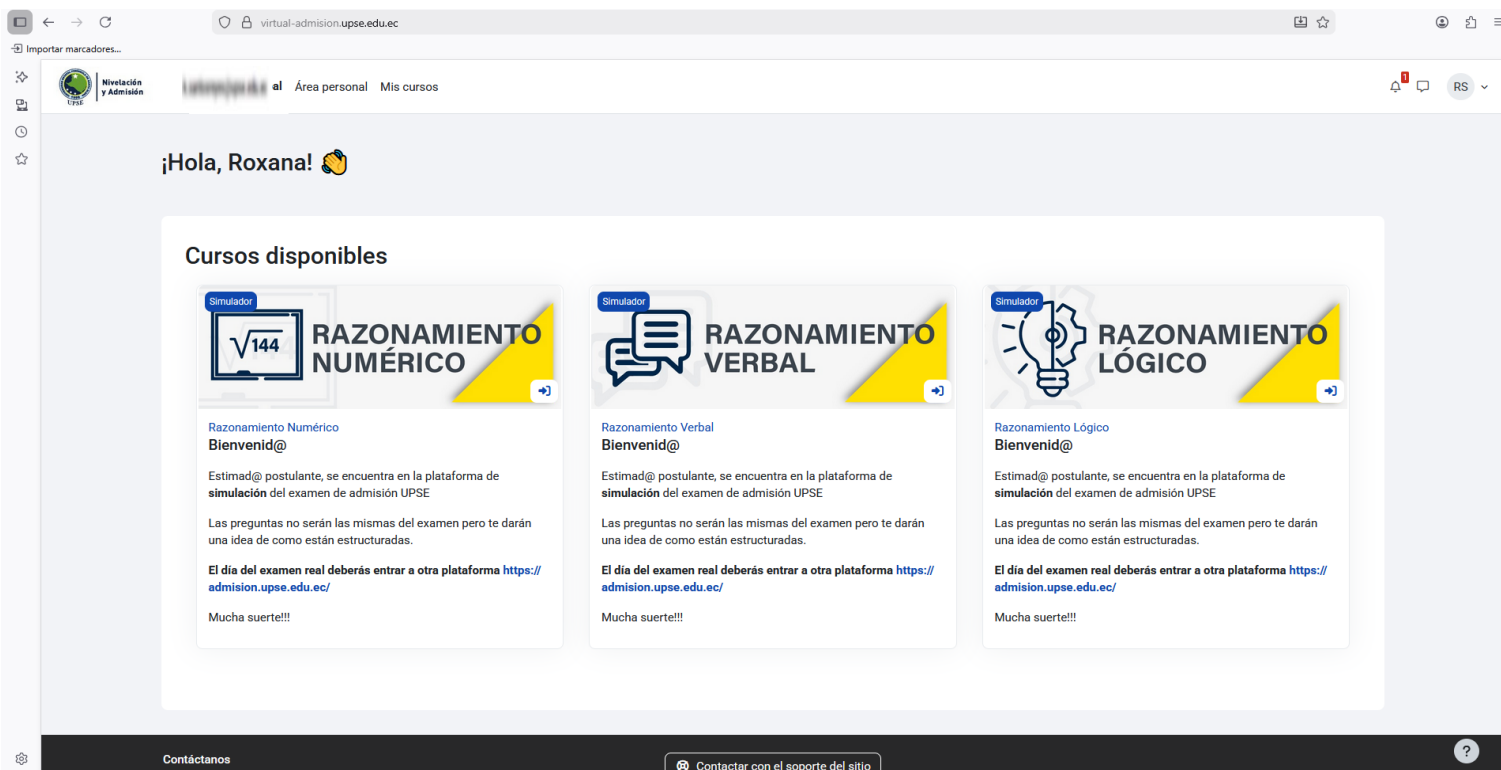 virtual-admision.upse.edu.ec
Importar marcadores...
UPSE
Nivelación
y Admisión
al Área personal Mis cursos
1
RS
¡Hola, Roxana!
Cursos disponibles
Simulador
√144
RAZONAMIENTO
NUMÉRICO
Razonamiento Numérico
Bienvenid@
Estimad@ postulante, se encuentra en la plataforma de
simulación del examen de admisión UPSE
Las preguntas no serán las mismas del examen pero te darán
una idea de como están estructuradas.
El día del examen real deberás entrar a otra plataforma https://
admision.upse.edu.ec/
Mucha suerte!!!
Simulador
RAZONAMIENTO
VERBAL
Razonamiento Verbal
Bienvenid@
Estimad@ postulante, se encuentra en la plataforma de
simulación del examen de admisión UPSE
Las preguntas no serán las mismas del examen pero te darán
una idea de como están estructuradas.
El día del examen real deberás entrar a otra plataforma https://
admision.upse.edu.ec/
Mucha suerte!!!
Simulador
RAZONAMIENTO
LÓGICO
Razonamiento Lógico
Bienvenid@
Estimad@ postulante, se encuentra en la plataforma de
simulación del examen de admisión UPSE
Las preguntas no serán las mismas del examen pero te darán
una idea de como están estructuradas.
El día del examen real deberás entrar a otra plataforma https://
admision.upse.edu.ec/
Mucha suerte!!!
Contáctanos
Contactar con el soporte del sitio
?